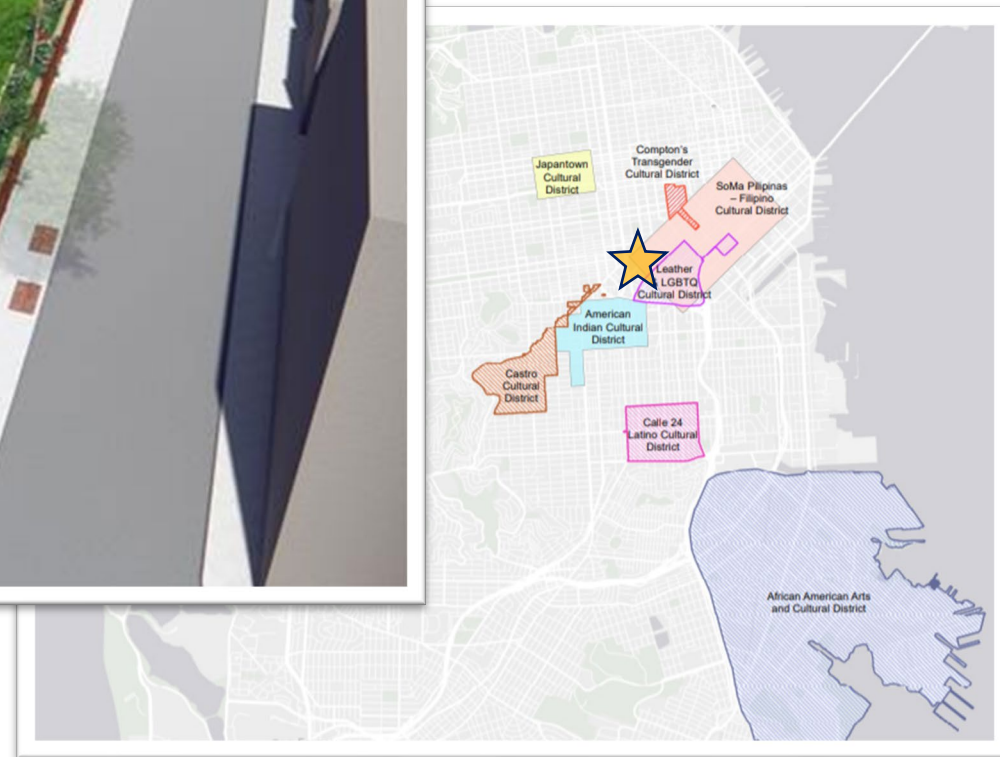 Compton's
Transgender
Cultural District
Japantown
Cultural
District
SoMa Pilipinas
– Filipino
Cultural District
Leather
LGBTQ
Cultural District
American
Indian Cultural
District
Castro
Cultural
District
Calle 24
Latino Cultural
District
African American Arts
and Cultural District